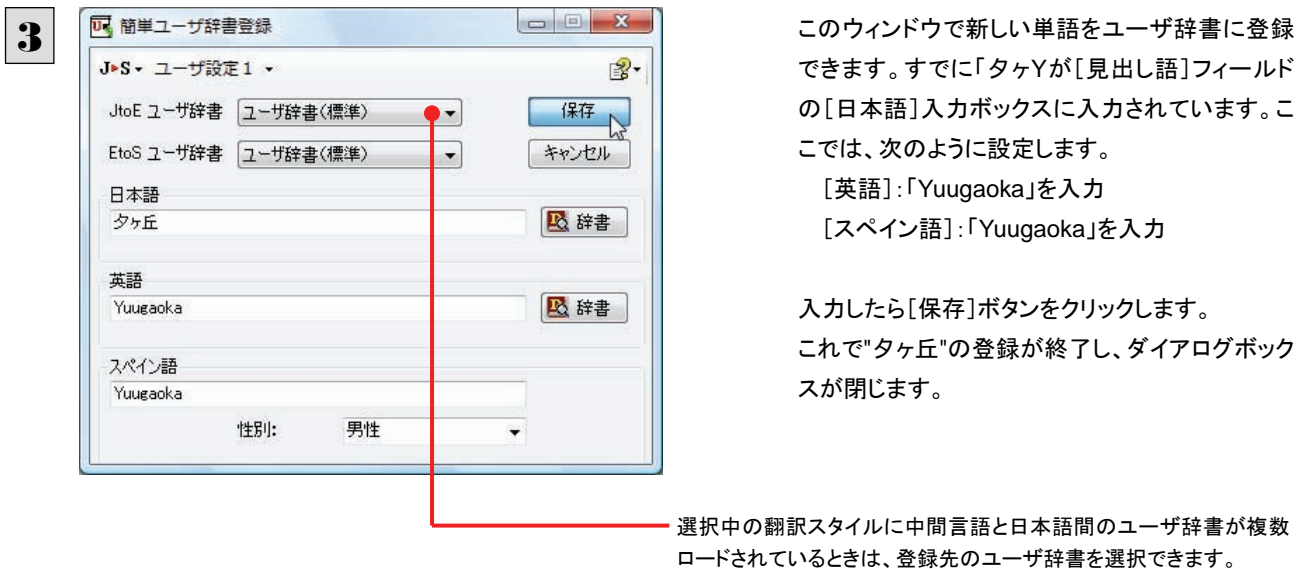 3
簡単ユーザ辞書登録
J▶S ▾ ユーザ設定1 ▾
JtoE ユーザ辞書 ユーザ辞書(標準) 保存
EtoS ユーザ辞書 ユーザ辞書(標準) キャンセル
日本語
夕ヶ丘 辞書
英語
Yuugaoka 辞書
スペイン語
Yuugaoka
性別: 男性
このウィンドウで新しい単語をユーザ辞書に登録
できます。すでに「夕ヶYが[見出し語]フィールド
の[日本語]入力ボックスに入力されています。こ
こでは、次のように設定します。
[英語]:「Yuugaoka」を入力
[スペイン語]:「Yuugaoka」を入力
入力したら[保存]ボタンをクリックします。
これで"夕ヶ丘"の登録が終了し、ダイアログボック
スが閉じます。
選択中の翻訳スタイルに中間言語と日本語間のユーザ辞書が複数
ロードされているときは、登録先のユーザ辞書を選択できます。